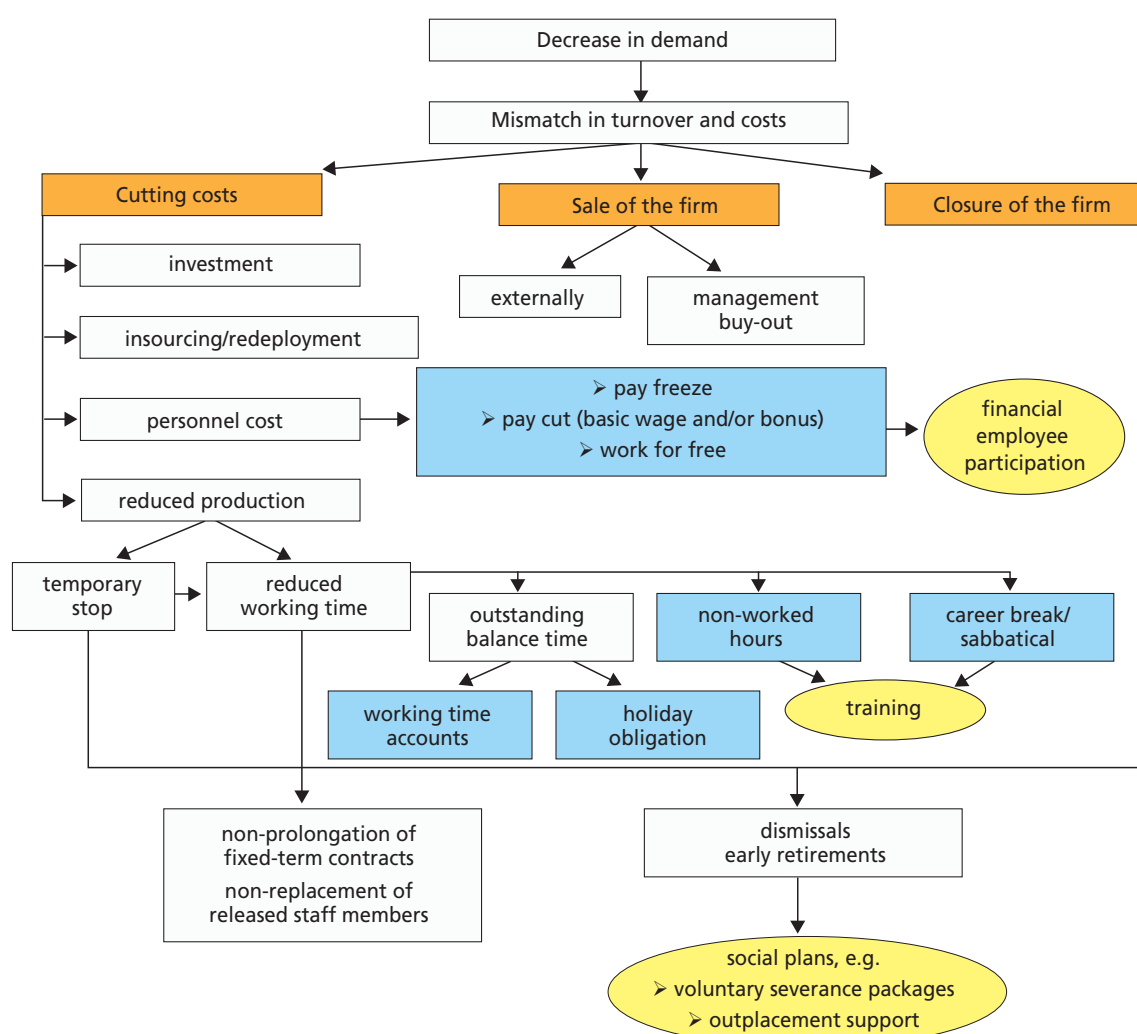 Decrease in demand
Mismatch in turnover and costs
Cutting costs
Sale of the firm
Closure of the firm
investment
externally
management
buy-out
insourcing/redeployment
personnel cost
➢ pay freeze
➢ pay cut (basic wage and/or bonus)
➢ work for free
financial
employee
participation
reduced production
temporary
stop
reduced
working time
outstanding
balance time
non-worked
hours
career break/
sabbatical
working time
accounts
holiday
obligation
training
non-prolongation of
fixed-term contracts
non-replacement of
released staff members
dismissals
early retirements
social plans, e.g.
➢ voluntary severance packages
➢ outplacement support